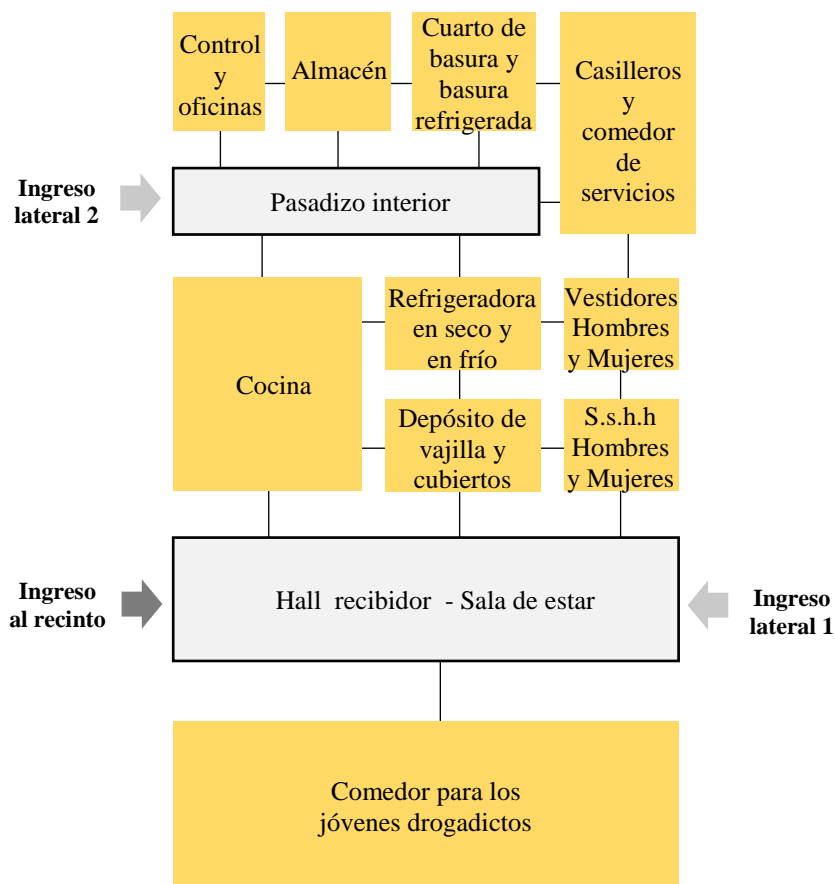 Control
y
oficinas
Almacén
Cuarto de
basura y
basura
refrigerada
Casilleros
y
comedor
de
servicios
Ingreso
lateral 2
Pasadizo interior
Cocina
Refrigeradora
en seco y
en frío
Vestidores
Hombres
y Mujeres
Depósito de
vajilla y
cubiertos
S.s.h.h
Hombres
y Mujeres
Ingreso
al recinto
Hall recibidor - Sala de estar
Ingreso
lateral 1
Comedor para los
jóvenes drogadictos